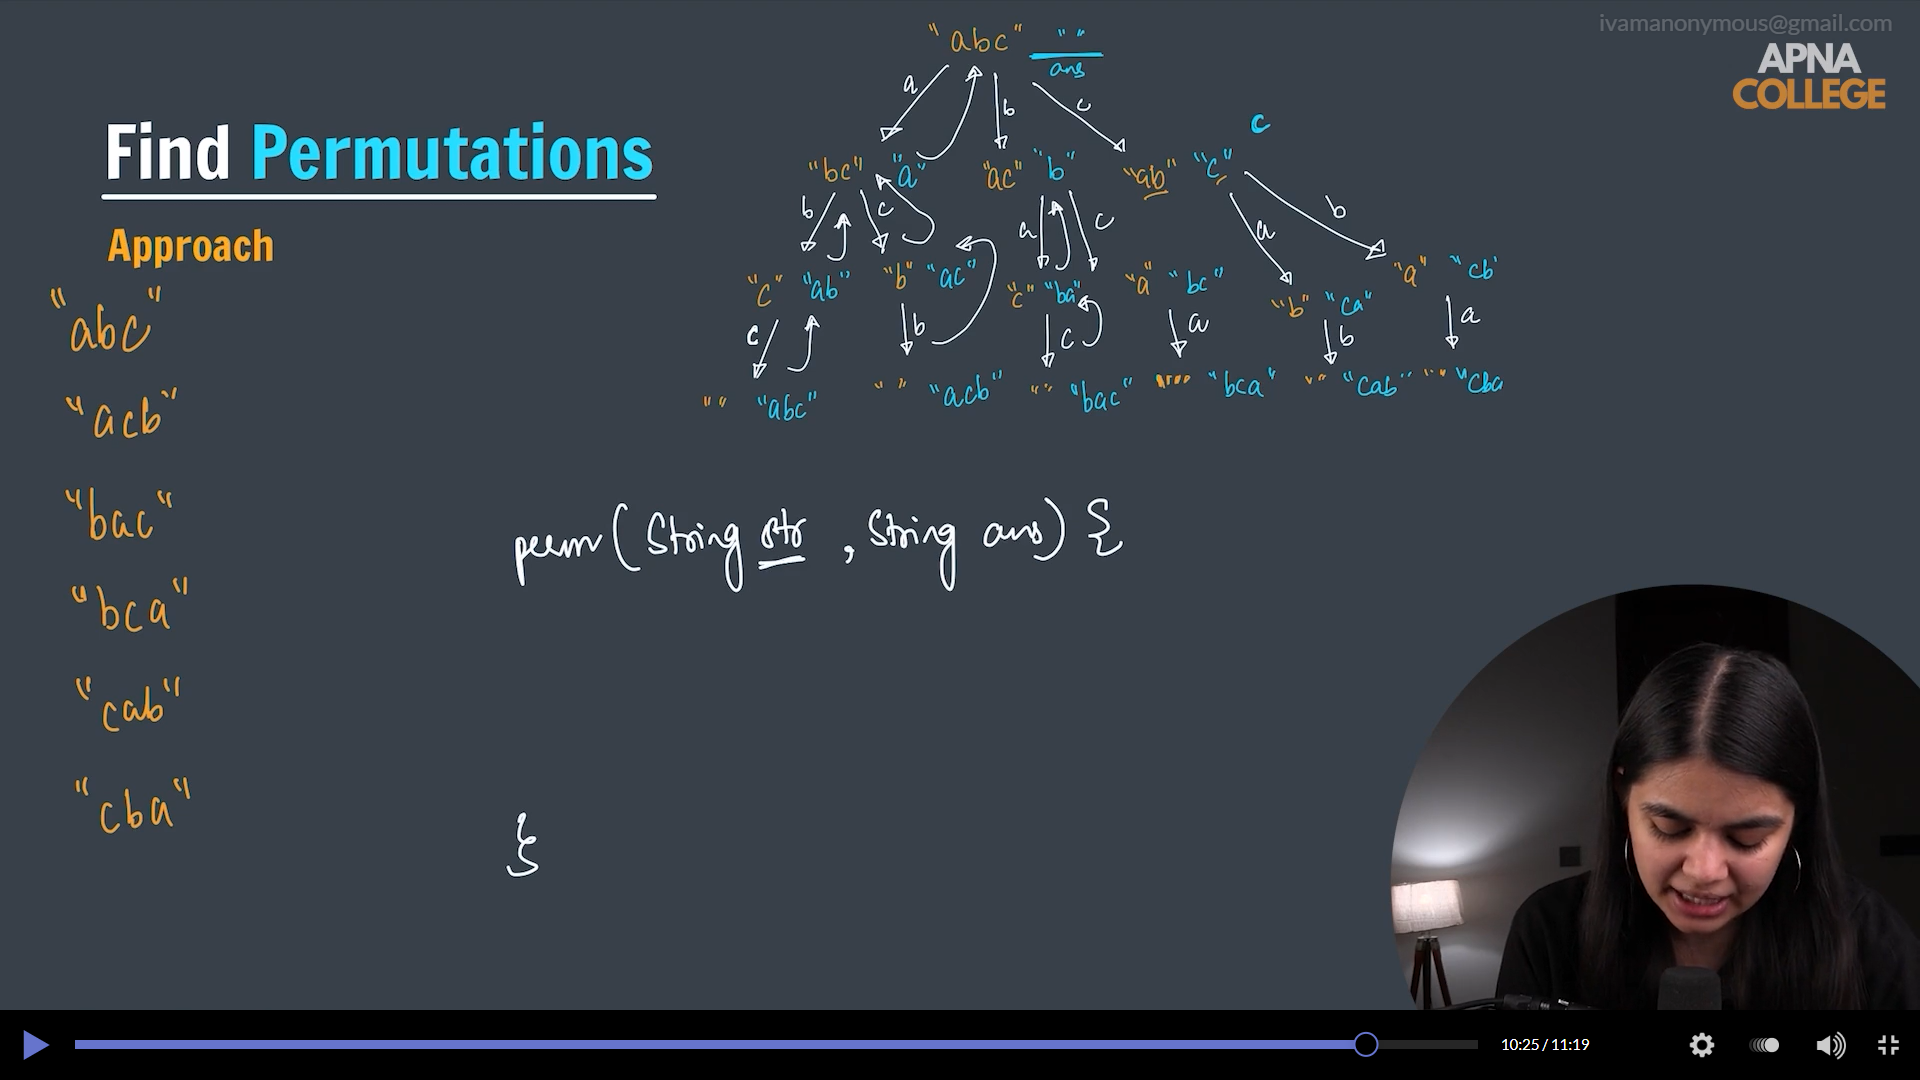 ivamanonymous@gmail.com
APNA
COLLEGE
"abc" " "
ans
a b c
c
Find Permutations
"bc" "a" "ac" "b" "ab" "c"
b c a c a b
Approach
"c" "ab" "b" "ac" "c" "ba" "a" "bc" "b" "ca" "a" "cb"
c b c a b a
" " "abc" " " "acb" " " "bac" "" "" "bca" " " "cab" " " "cba
"abc"
"acb"
"bac"
"bca"
"cab"
"cba"
perm(String str, String ans) {
}
10:25 / 11:19